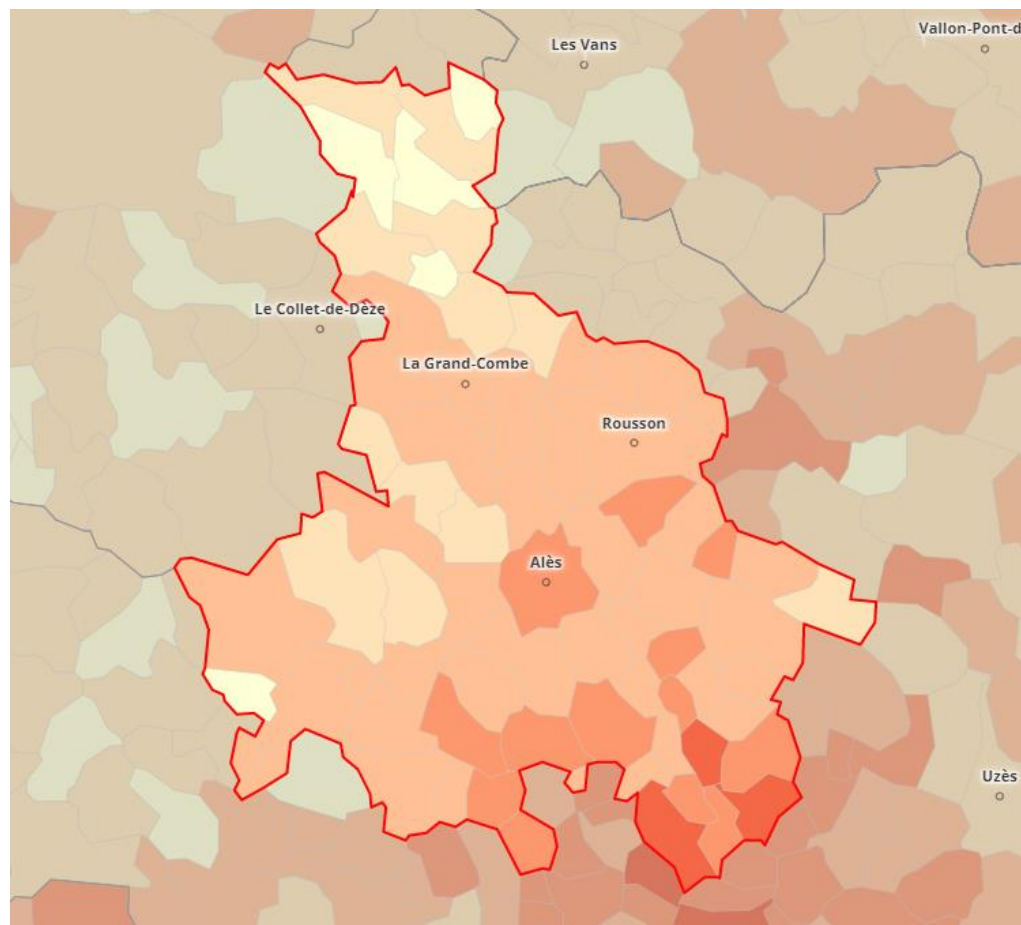 Vallon-Pont-d
Les Vans
Le Collet-de-Dèze
La Grand-Combe
Rousson
Alès
Uzès